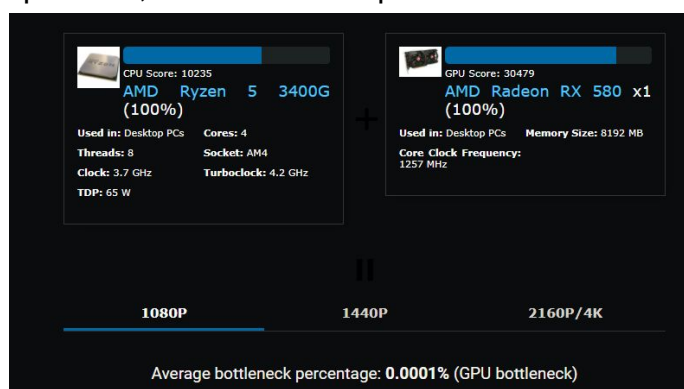 CPU Score: 10235
AMD Ryzen 5 3400G
(100%)
Used in: Desktop PCs Cores: 4
Threads: 8 Socket: AM4
Clock: 3.7 GHz Turboclock: 4.2 GHz
TDP: 65 W
+
GPU Score: 30479
AMD Radeon RX 580 x1
(100%)
Used in: Desktop PCs Memory Size: 8192 MB
Core Clock Frequency:
1257 MHz
=
1080P 1440P 2160P/4K
Average bottleneck percentage: 0.0001% (GPU bottleneck)